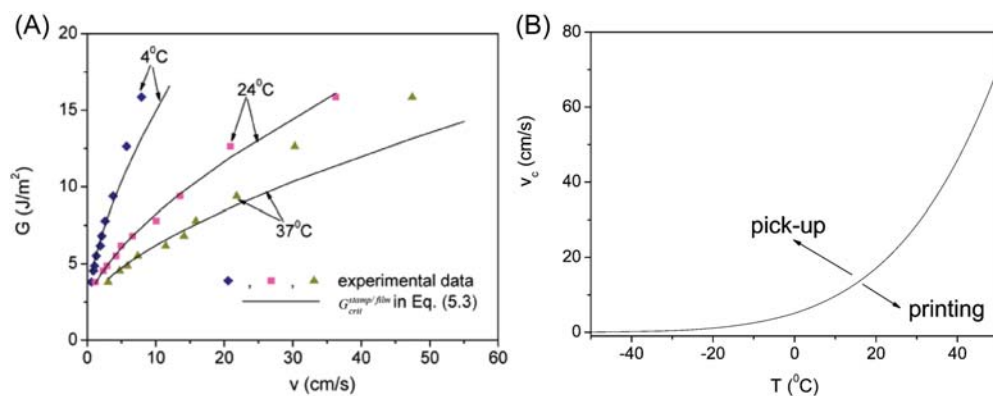 (A)
20
15
10
5
0
G (J/m²)
4⁰C
24⁰C
37⁰C
, , experimental data
G^{stamp/film}_{crit} in Eq. (5.3)
0 10 20 30 40 50 60
v (cm/s)
(B)
80
60
40
20
0
v_c (cm/s)
pick-up
printing
-40 -20 0 20 40
T (⁰C)